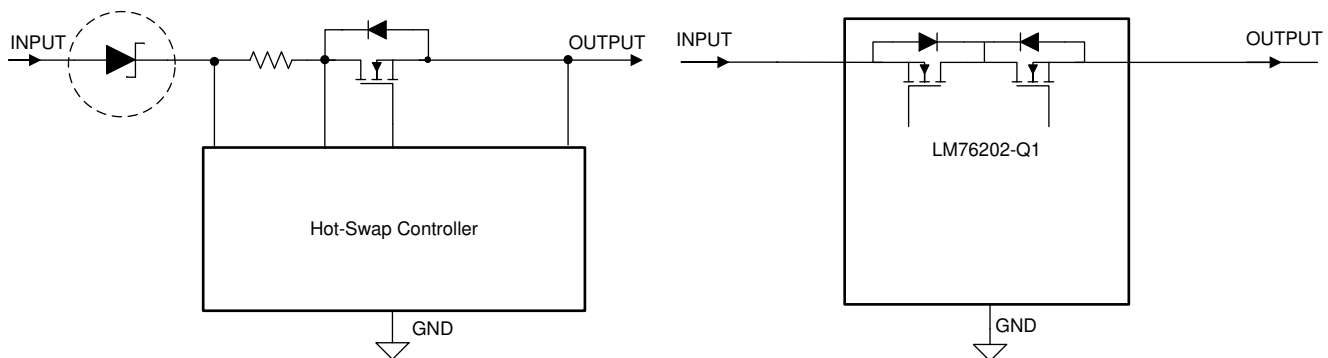 INPUT
OUTPUT
Hot-Swap Controller
GND
INPUT
OUTPUT
LM76202-Q1
GND